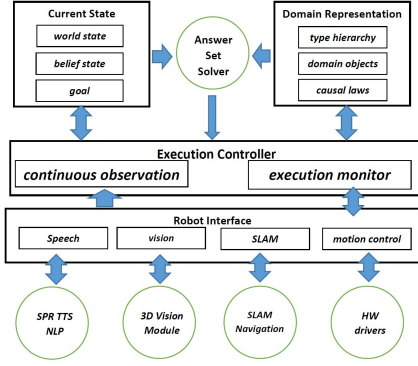 Current State
world state
belief state
goal
Answer
Set
Solver
Domain Representation
type hierarchy
domain objects
causal laws
Execution Controller
continuous observation
execution monitor
Robot Interface
Speech
vision
SLAM
motion control
SPR TTS
NLP
3D Vision
Module
SLAM
Navigation
HW
drivers